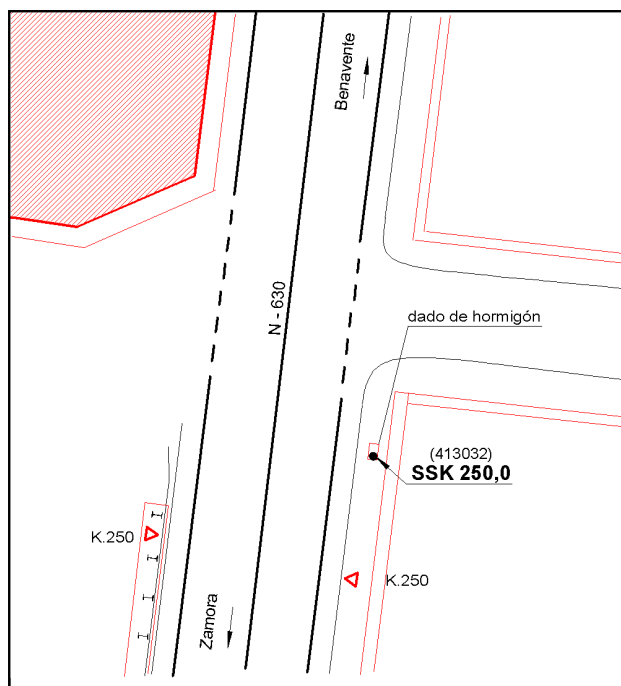 Benavente
N - 630
dado de hormigón
(413032)
SSK 250,0
K.250
K.250
Zamora